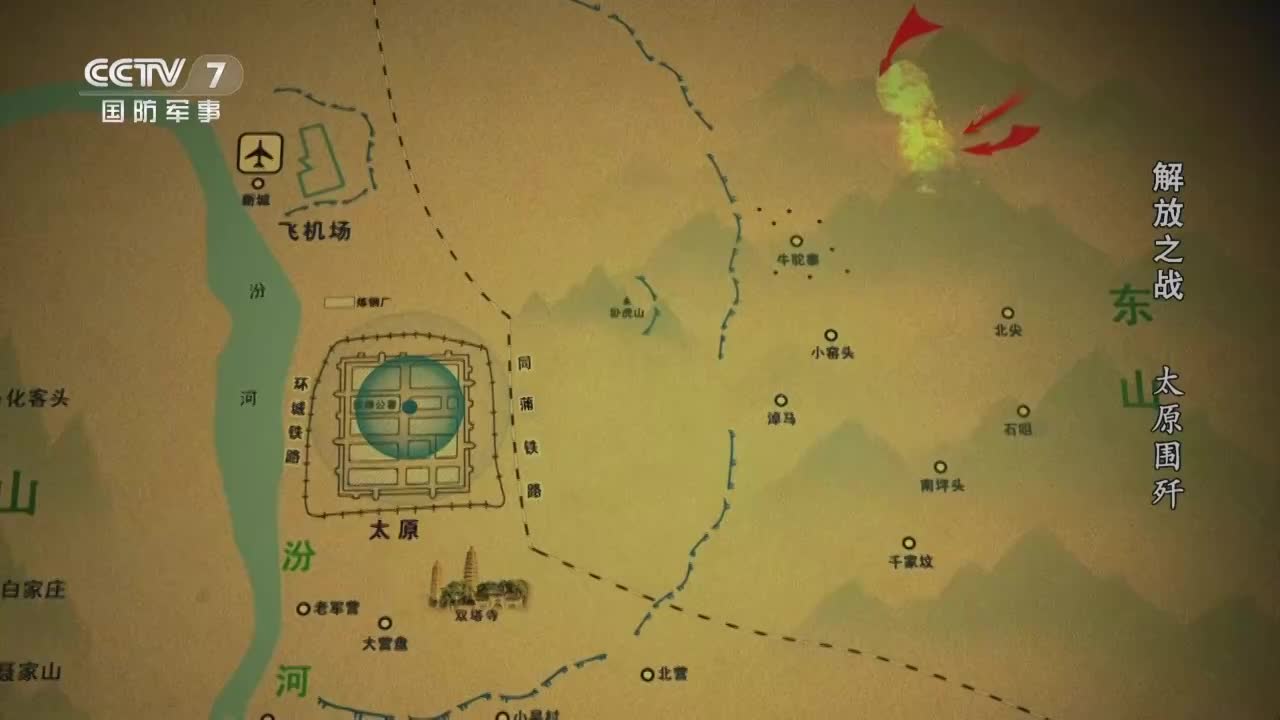 CCTV 7
国防军事
解放之战 太原围歼
新城
飞机场
汾
河
炼钢厂
卧虎山
牛驼寨
小窑头
北尖
东
山
淖马
石咀
南坪头
千家坟
化客头
山
白家庄
聂家山
环城铁路
同蒲铁路
公署
太原
汾
河
双塔寺
老军营
大营盘
北营
小吴村